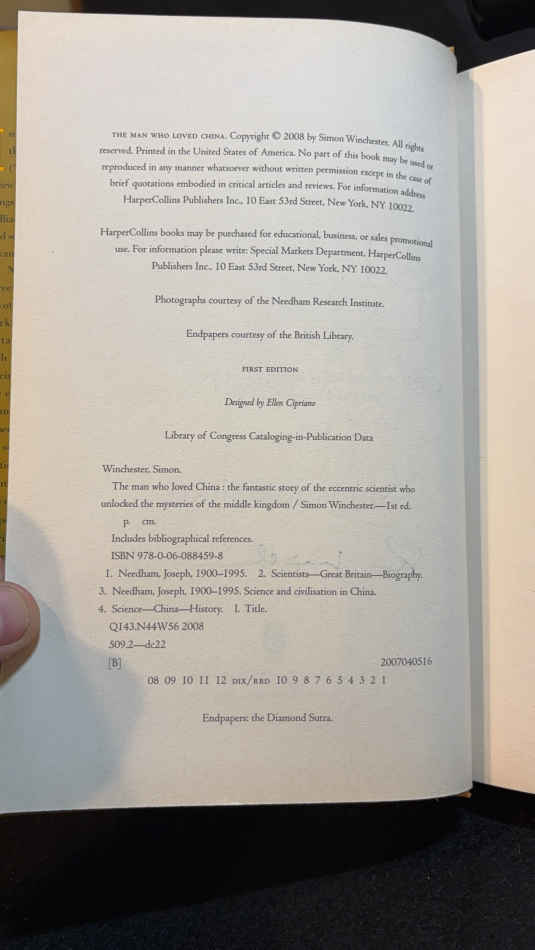 THE MAN WHO LOVED CHINA. Copyright © 2008 by Simon Winchester. All rights
reserved. Printed in the United States of America. No part of this book may be used or
reproduced in any manner whatsoever without written permission except in the case of
brief quotations embodied in critical articles and reviews. For information address
HarperCollins Publishers Inc., 10 East 53rd Street, New York, NY 10022.
HarperCollins books may be purchased for educational, business, or sales promotional
use. For information please write: Special Markets Department, HarperCollins
Publishers Inc., 10 East 53rd Street, New York, NY 10022.
Photographs courtesy of the Needham Research Institute.
Endpapers courtesy of the British Library.
FIRST EDITION
Designed by Ellen Cipriano
Library of Congress Cataloging-in-Publication Data
Winchester, Simon.
The man who loved China : the fantastic story of the eccentric scientist who
unlocked the mysteries of the middle kingdom / Simon Winchester.—1st ed.
p. cm.
Includes bibliographical references.
ISBN 978-0-06-088459-8
1. Needham, Joseph, 1900–1995. 2. Scientists—Great Britain—Biography.
3. Needham, Joseph, 1900–1995. Science and civilisation in China.
4. Science—China—History. I. Title.
Q143.N44W56 2008
509.2—dc22
[B] 2007040516
08 09 10 11 12 DIX/RRD 10 9 8 7 6 5 4 3 2 1
Endpapers: the Diamond Sutra.